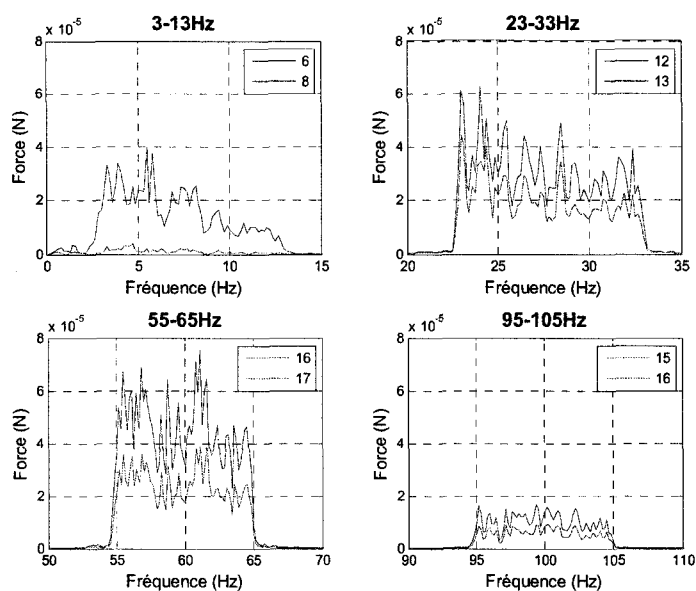 3-13Hz
x 10-5
8
6
4
2
0
Force (N)
6
8
0 5 10 15
Fréquence (Hz)
23-33Hz
x 10-5
8
6
4
2
0
Force (N)
12
13
20 25 30 35
Fréquence (Hz)
55-65Hz
x 10-5
8
6
4
2
0
Force (N)
16
17
50 55 60 65 70
Fréquence (Hz)
95-105Hz
x 10-5
8
6
4
2
0
Force (N)
15
16
90 95 100 105 110
Fréquence (Hz)